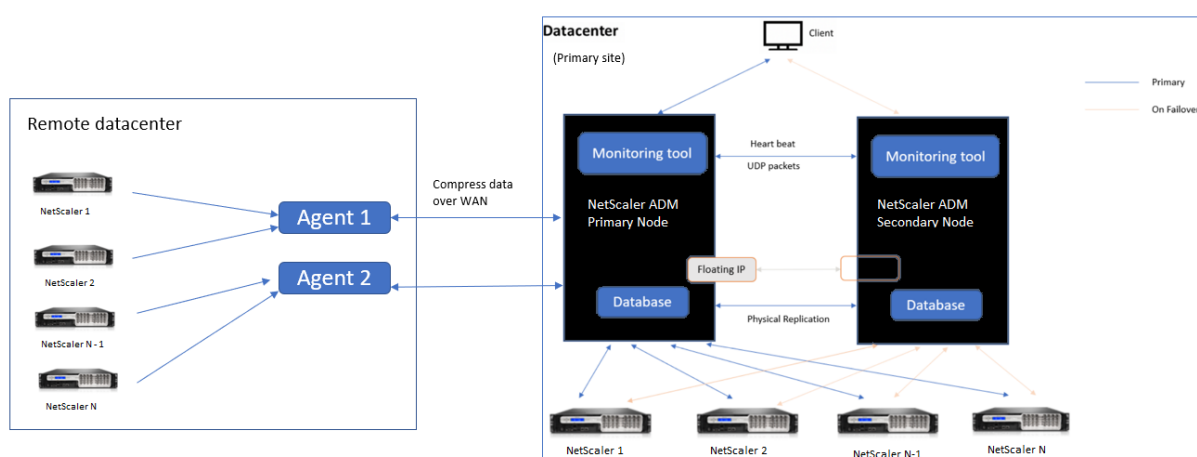 Remote datacenter
NetScaler 1
NetScaler 2
NetScaler N - 1
NetScaler N
Agent 1
Agent 2
Compress data
over WAN
Datacenter
(Primary site)
Client
Primary
On Failover
Monitoring tool
NetScaler ADM
Primary Node
Heart beat
UDP packets
Monitoring tool
NetScaler ADM
Secondary Node
Floating IP
Database
Physical Replication
Database
NetScaler 1
NetScaler 2
NetScaler N-1
NetScaler N